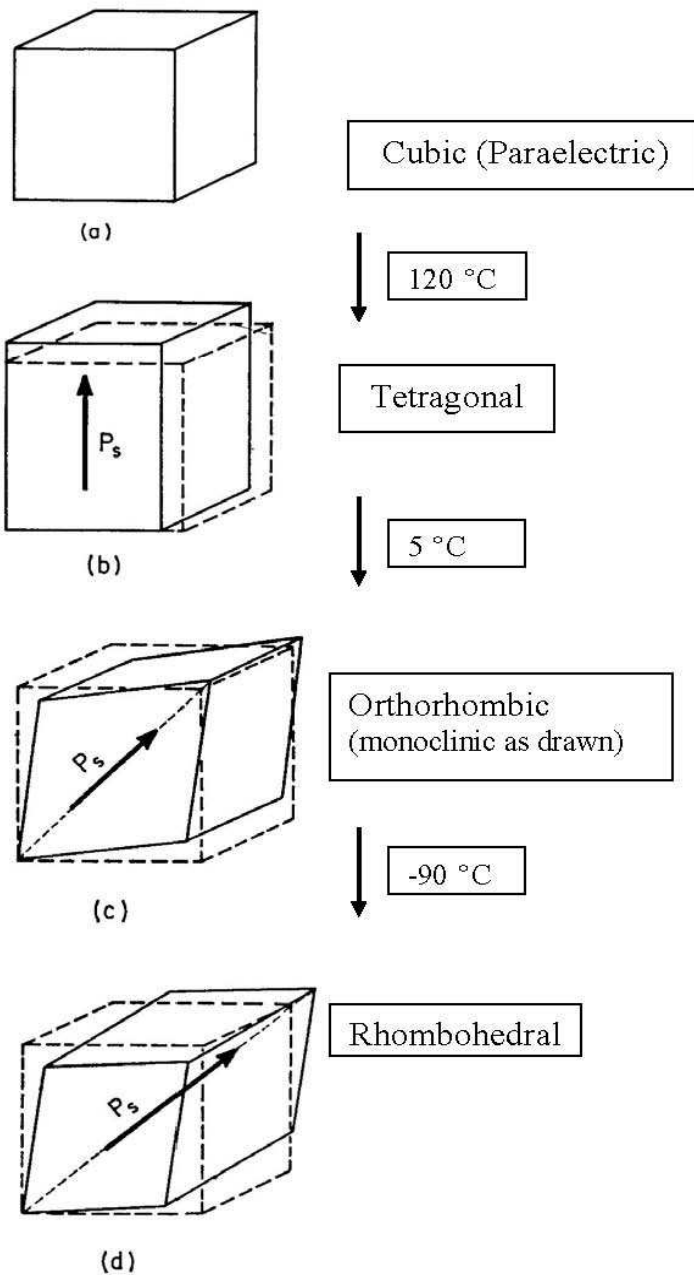 Cubic (Paraelectric)
(a)
120 °C
Tetragonal
Ps
(b)
5 °C
Orthorhombic
(monoclinic as drawn)
Ps
(c)
-90 °C
Rhombohedral
Ps
(d)